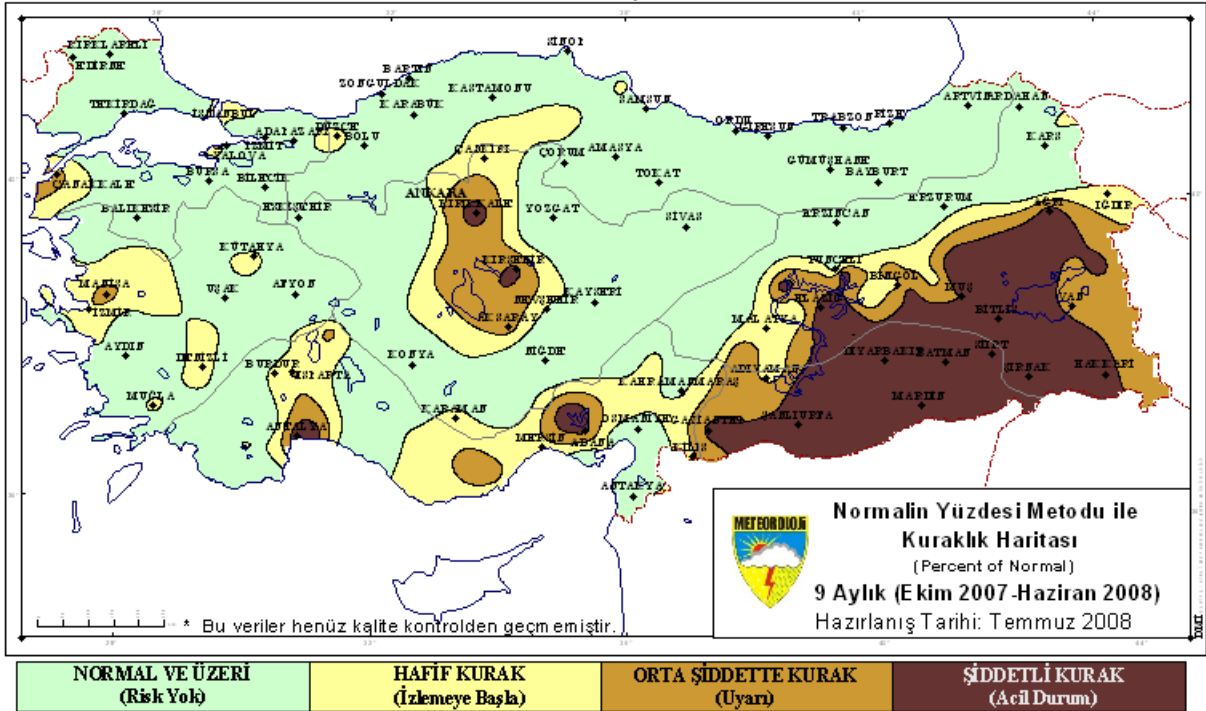 SİNOP
KIRKLARELİ
EDİRNE
BARTIN
ZONGULDAK
KASTAMONU
KARABÜK
SAMSUN
ARTVİN
ARDAHAN
TEKİRDAĞ
İSTANBUL
ORDU
GİRESUN
TRABZON
RİZE
ADAPAZARI
DÜZCE
İZMİT
BOLU
KARS
YALOVA
ÇANKIRI
ÇORUM
AMASYA
GÜMÜŞHANE
BAYBURT
ÇANAKKALE
BURSA
BİLECİK
TOKAT
ANKARA
KIRIKKALE
IĞDIR
BALIKESİR
ESKİŞEHİR
YOZGAT
SİVAS
ERZİNCAN
ERZURUM
AĞRI
KÜTAHYA
KIRŞEHİR
TUNCELİ
BİNGÖL
MANİSA
UŞAK
AFYON
NEVŞEHİR
KAYSERİ
ELAZIĞ
MUŞ
VAN
İZMİR
AKSARAY
MALATYA
BİTLİS
AYDIN
DENİZLİ
KONYA
NİĞDE
DİYARBAKIR
BATMAN
SİİRT
BURDUR
ISPARTA
KAHRAMANMARAŞ
ADIYAMAN
ŞIRNAK
HAKKARİ
MUĞLA
KARAMAN
OSMANİYE
GAZİANTEP
ŞANLIURFA
MARDİN
ANTALYA
MERSİN
ADANA
KİLİS
ANTAKYA
METEOROLOJİ
Normalin Yüzdesi Metodu ile
Kuraklık Haritası
(Percent of Normal)
9 Aylık (Ekim 2007-Haziran 2008)
Hazırlanış Tarihi: Temmuz 2008
* Bu veriler henüz kalite kontrolden geçmemiştir.
NORMAL VE ÜZERİ
(Risk Yok)
HAFİF KURAK
(İzlemeye Başla)
ORTA ŞİDDETTE KURAK
(Uyarı)
ŞİDDETLİ KURAK
(Acil Durum)